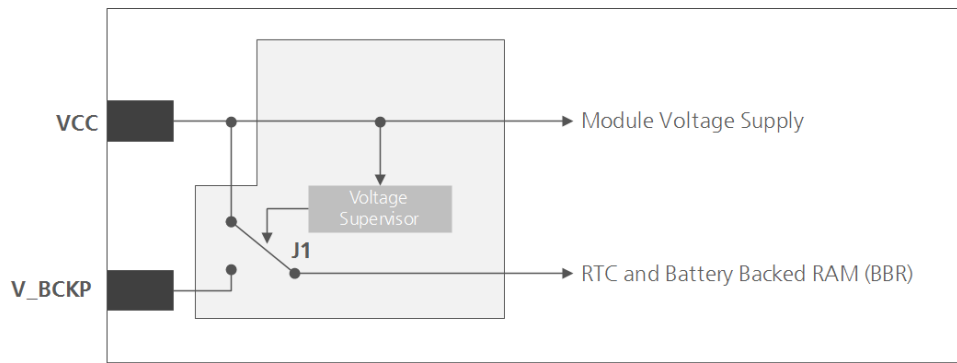 VCC
Module Voltage Supply
Voltage
Supervisor
J1
V_BCKP
RTC and Battery Backed RAM (BBR)